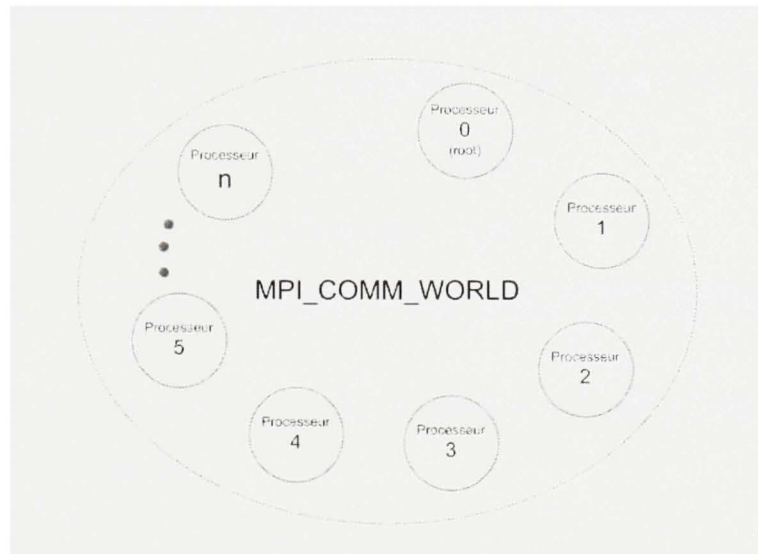 Processeur
0
(root)
Processeur
1
Processeur
2
Processeur
3
Processeur
4
Processeur
5
Processeur
n
MPI_COMM_WORLD